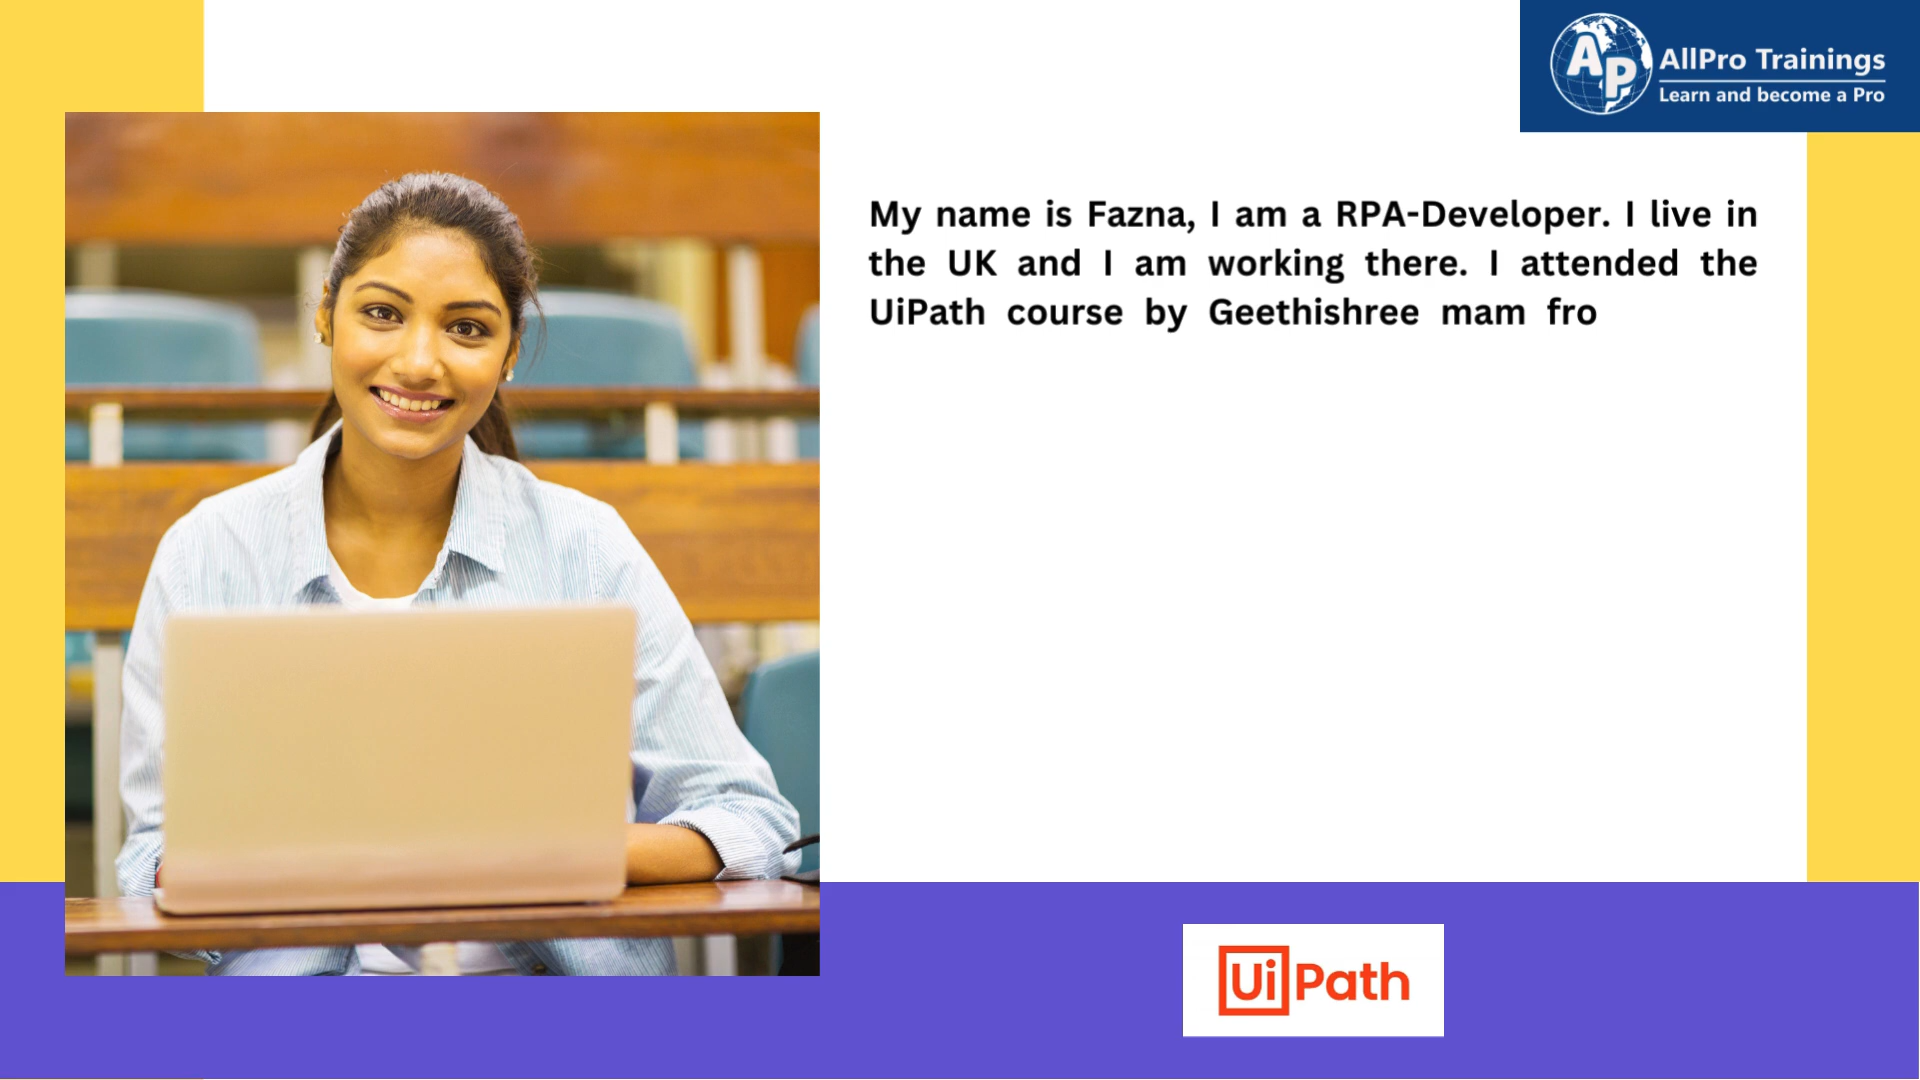 AP
AllPro Trainings
Learn and become a Pro
My name is Fazna, I am a RPA-Developer. I live in
the UK and I am working there. I attended the
UiPath course by Geethishree mam fro
UiPath